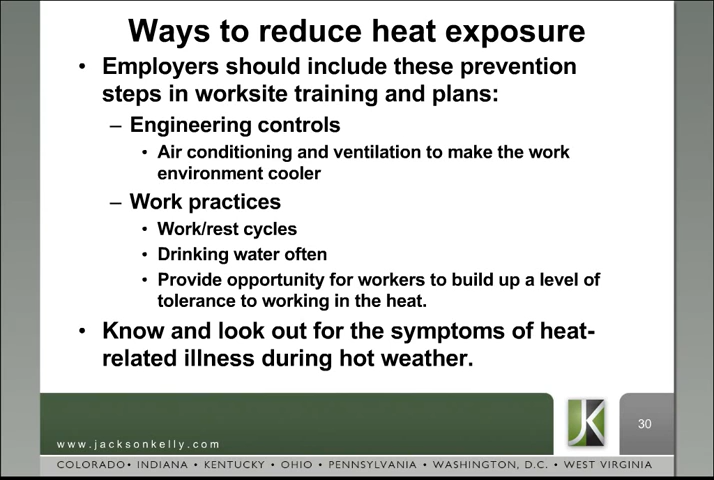 Ways to reduce heat exposure
• Employers should include these prevention
steps in worksite training and plans:
– Engineering controls
• Air conditioning and ventilation to make the work
environment cooler
– Work practices
• Work/rest cycles
• Drinking water often
• Provide opportunity for workers to build up a level of
tolerance to working in the heat.
• Know and look out for the symptoms of heat-
related illness during hot weather.
JK
30
www.jacksonkelly.com
COLORADO • INDIANA • KENTUCKY • OHIO • PENNSYLVANIA • WASHINGTON, D.C. • WEST VIRGINIA